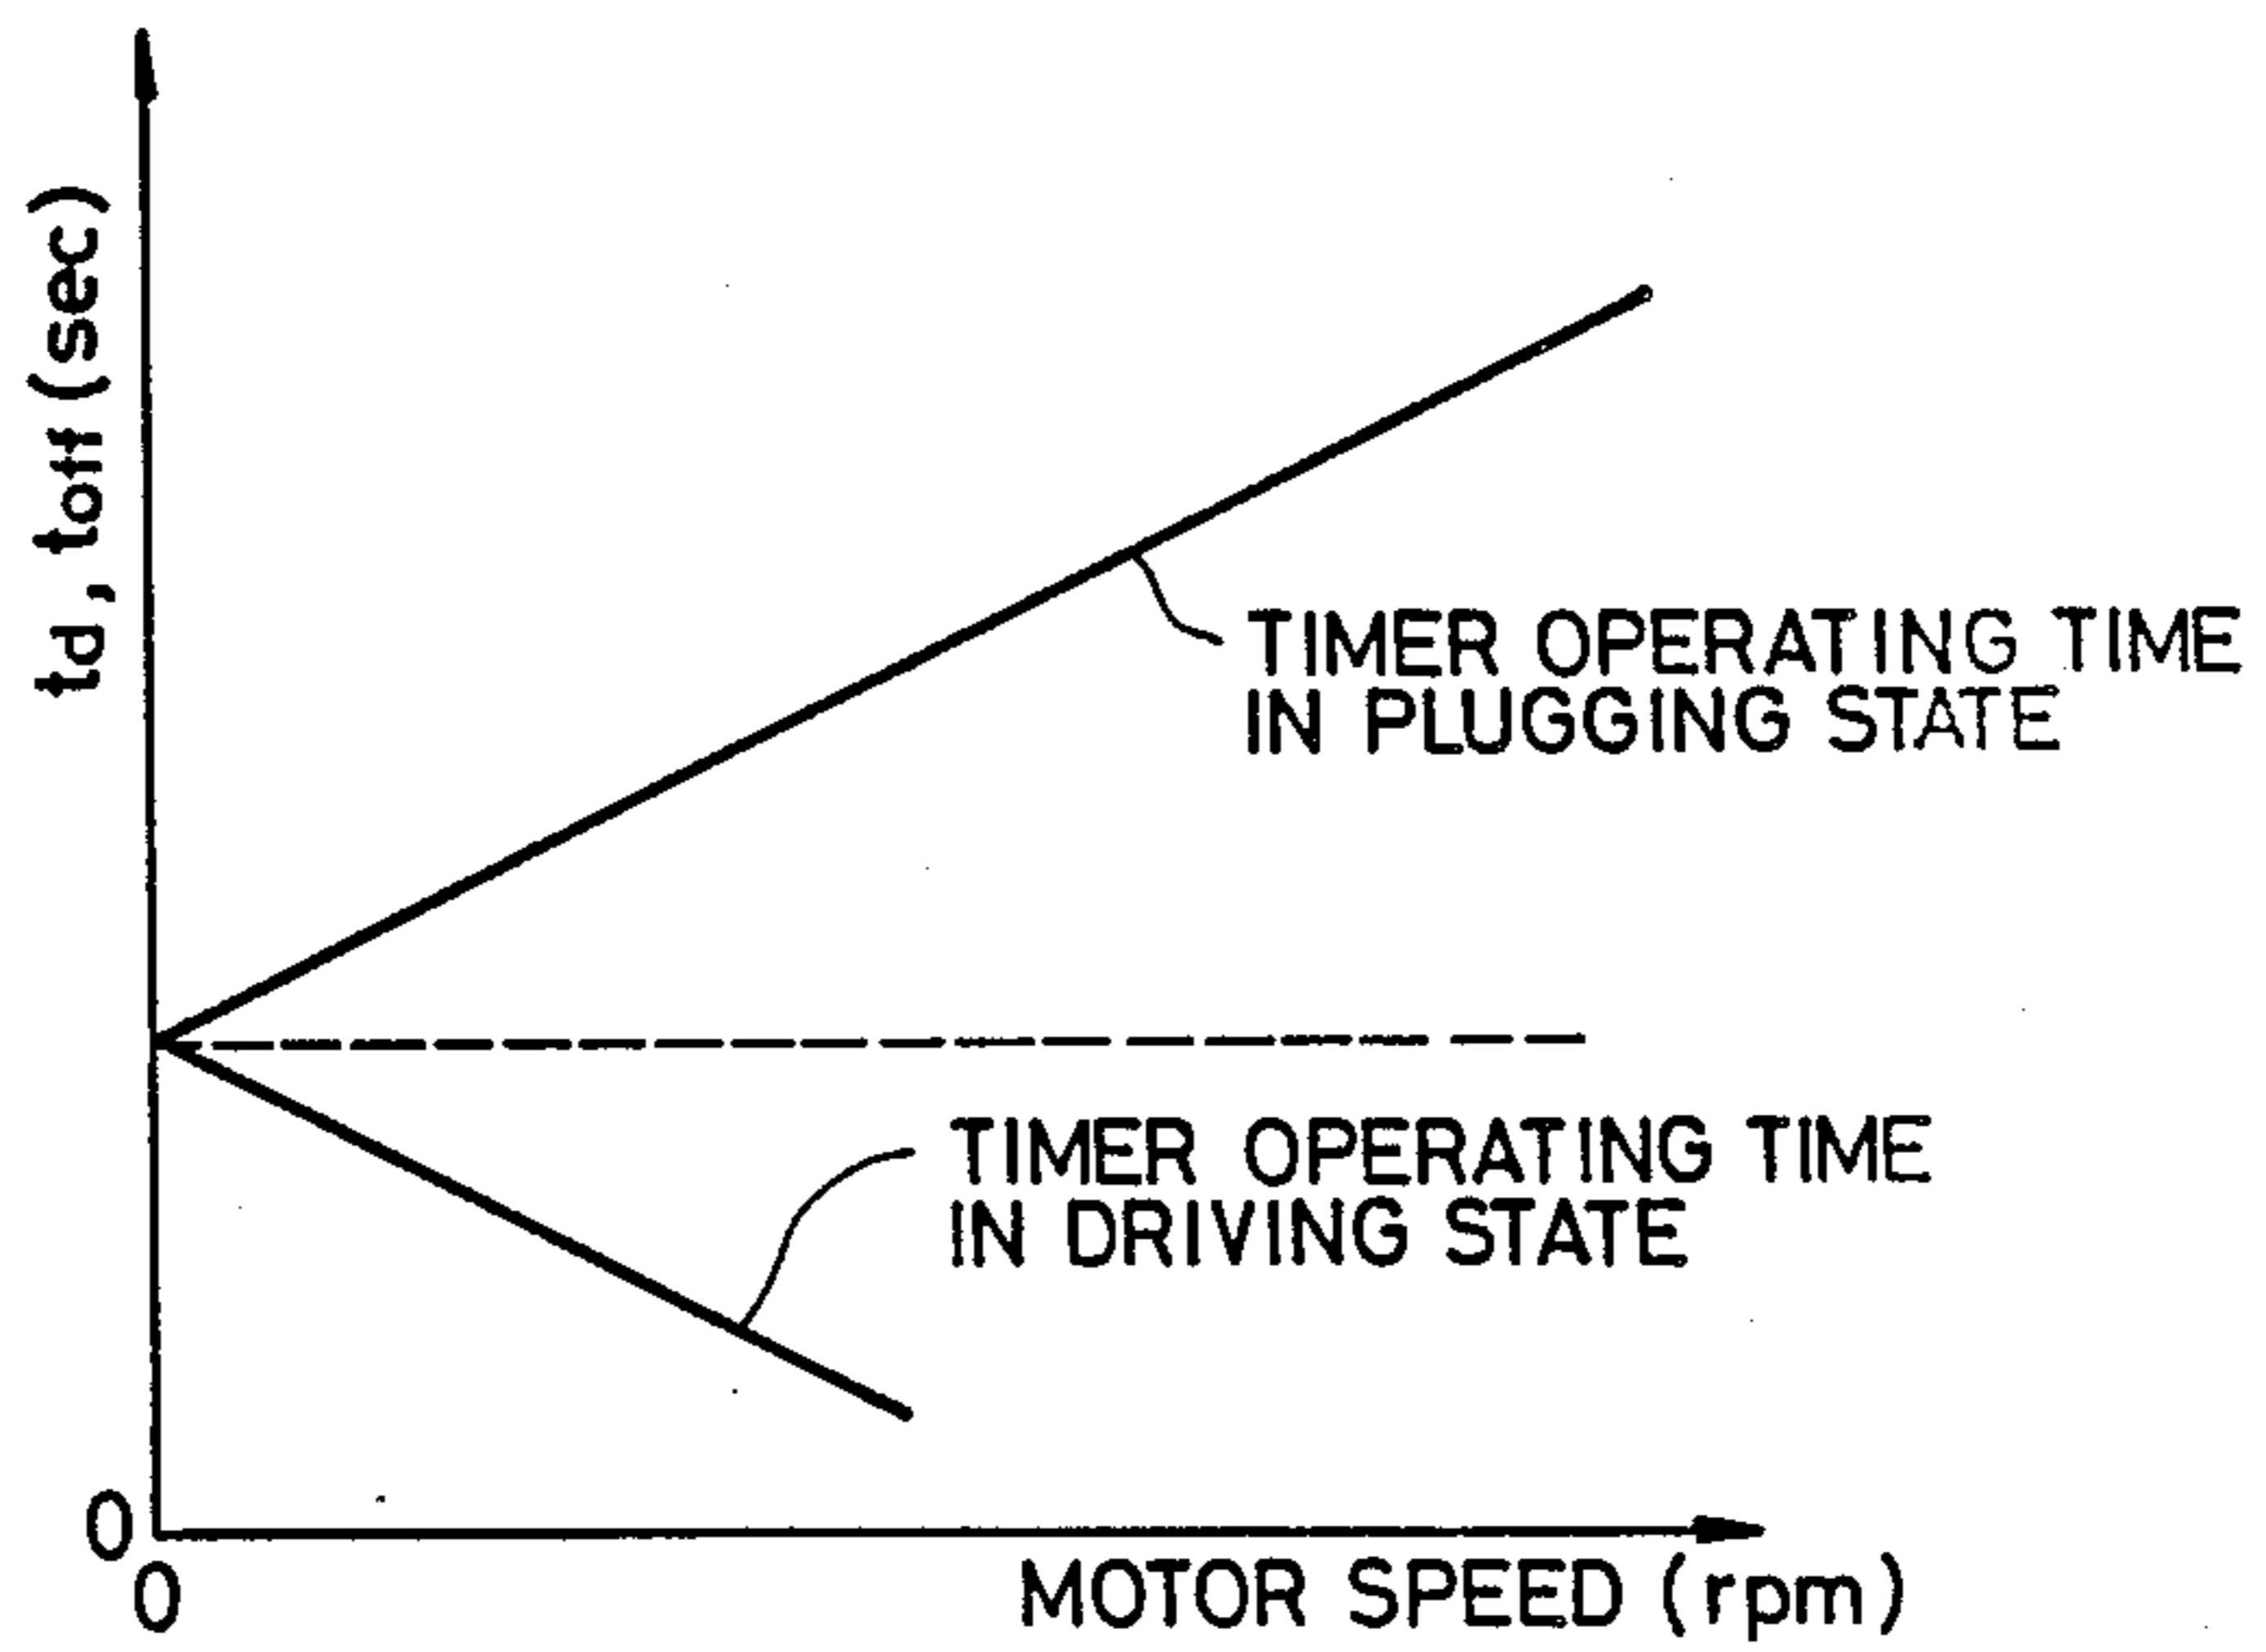 td, toff (sec)
TIMER OPERATING TIME
IN PLUGGING STATE
TIMER OPERATING TIME
IN DRIVING STATE
0
0
MOTOR SPEED (rpm)